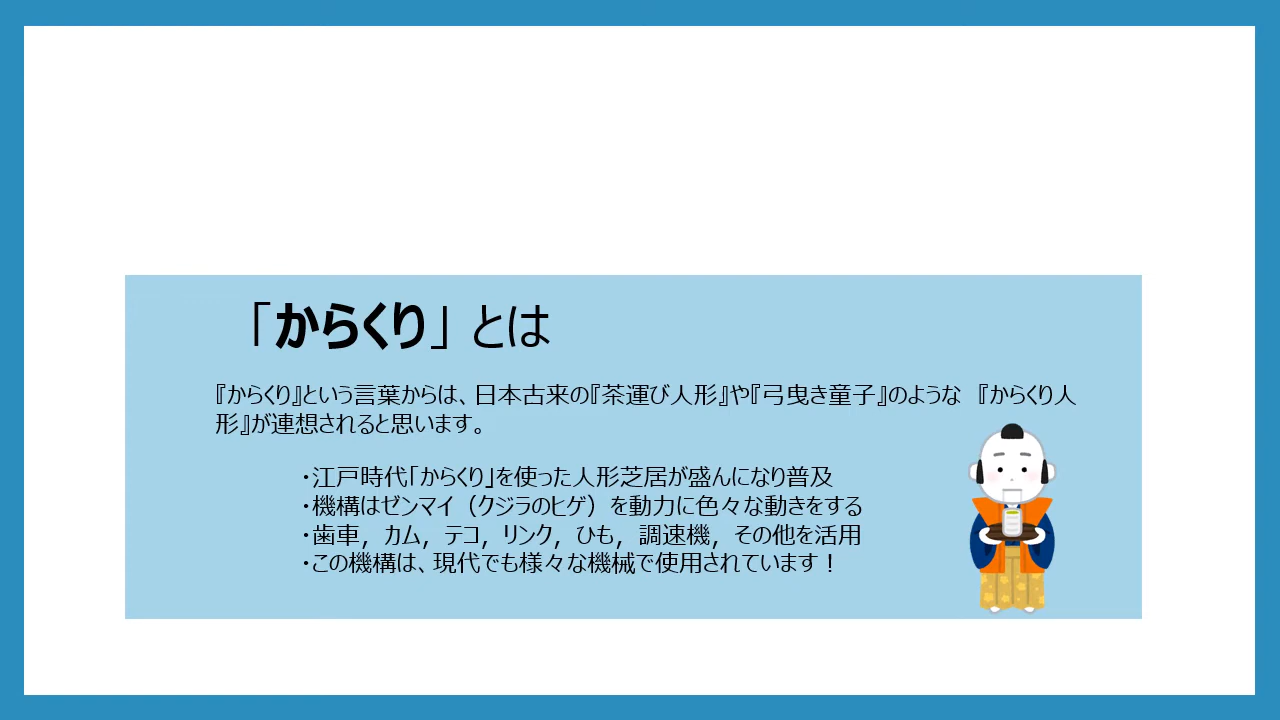 「からくり」とは
『からくり』という言葉からは、日本古来の『茶運び人形』や『弓曳き童子』のような　『からくり人
形』が連想されると思います。
・江戸時代「からくり」を使った人形芝居が盛んになり普及
・機構はゼンマイ（クジラのヒゲ）を動力に色々な動きをする
・歯車，カム，テコ，リンク，ひも，調速機，その他を活用
・この機構は、現代でも様々な機械で使用されています！